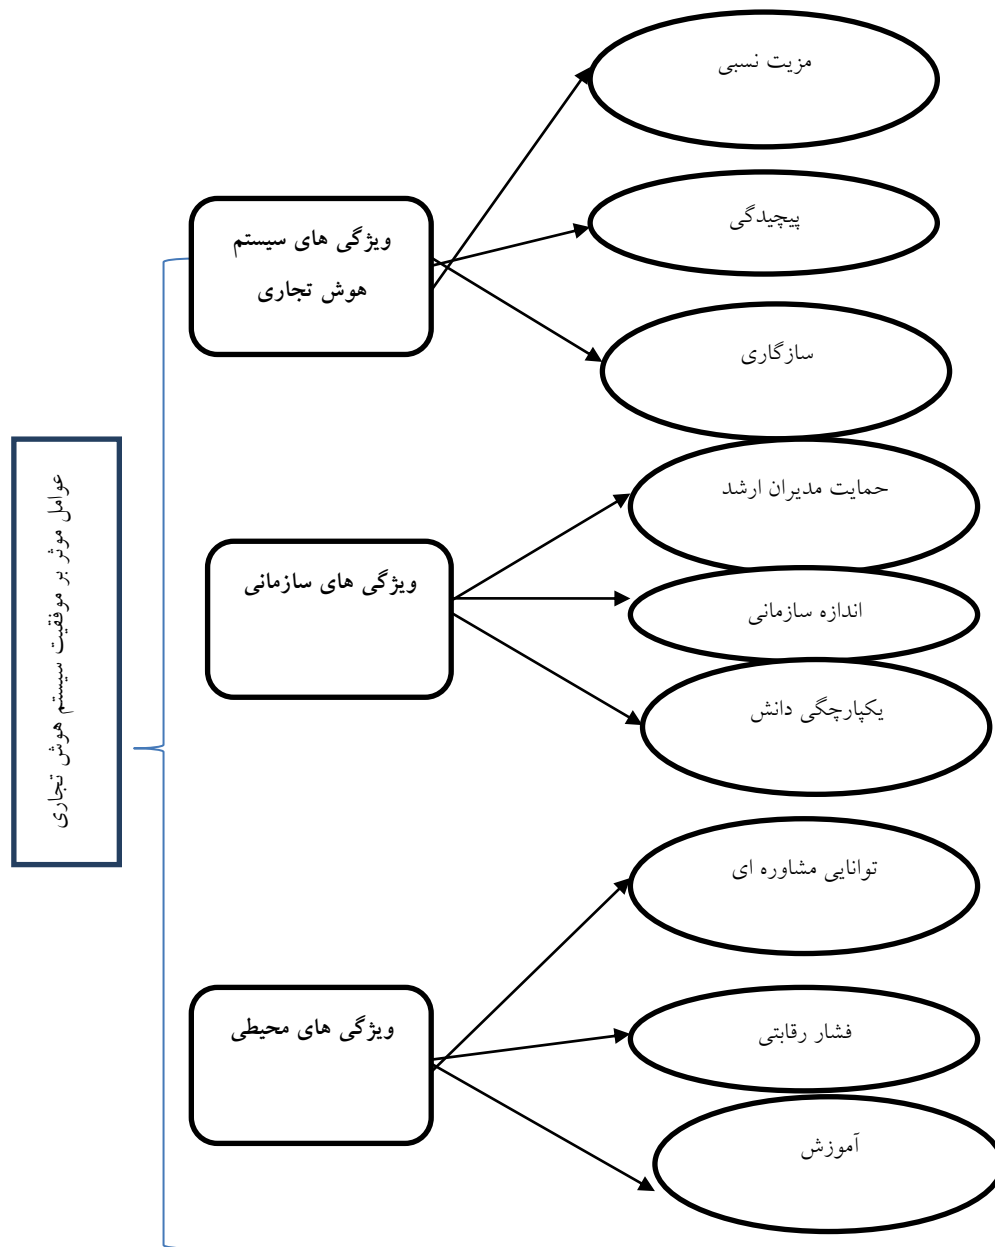 عوامل موثر بر موفقیت سیستم هوش تجاری
ویژگی های سیستم
هوش تجاری
مزیت نسبی
پیچیدگی
سازگاری
ویژگی های سازمانی
حمایت مدیران ارشد
اندازه سازمانی
یکپارچگی دانش
ویژگی های محیطی
توانایی مشاوره ای
فشار رقابتی
آموزش